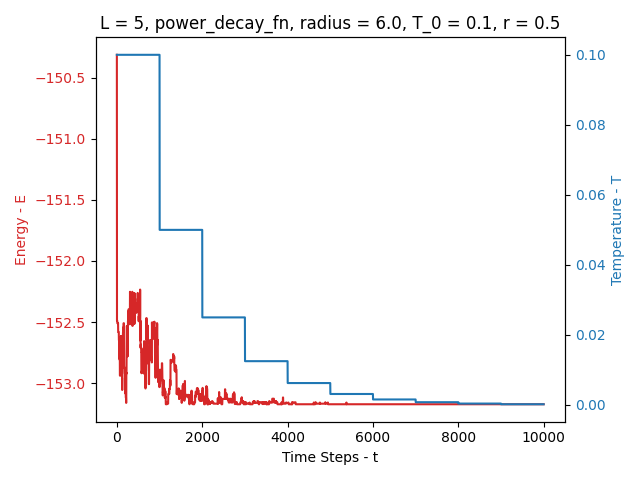 L = 5, power_decay_fn, radius = 6.0, T_0 = 0.1, r = 0.5
Energy - E
−150.5
−151.0
−151.5
−152.0
−152.5
−153.0
0.10
0.08
0.06
0.04
0.02
0.00
Temperature - T
0 2000 4000 6000 8000 10000
Time Steps - t